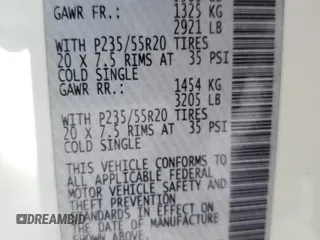 GAWR FR.: 1325 KG
2921 LB
WITH P235/55R20 TIRES
20 X 7.5 RIMS AT 35 PSI
COLD SINGLE
GAWR RR.: 1454 KG
3205 LB
WITH P235/55R20 TIRES
20 X 7.5 RIMS AT 35 PSI
COLD SINGLE
THIS VEHICLE CONFORMS TO
ALL APPLICABLE FEDERAL
MOTOR VEHICLE SAFETY AND
THEFT PREVENTION
STANDARDS IN EFFECT ON
THE DATE OF MANUFACTURE
SHOWN ABOVE.
DREAMBID